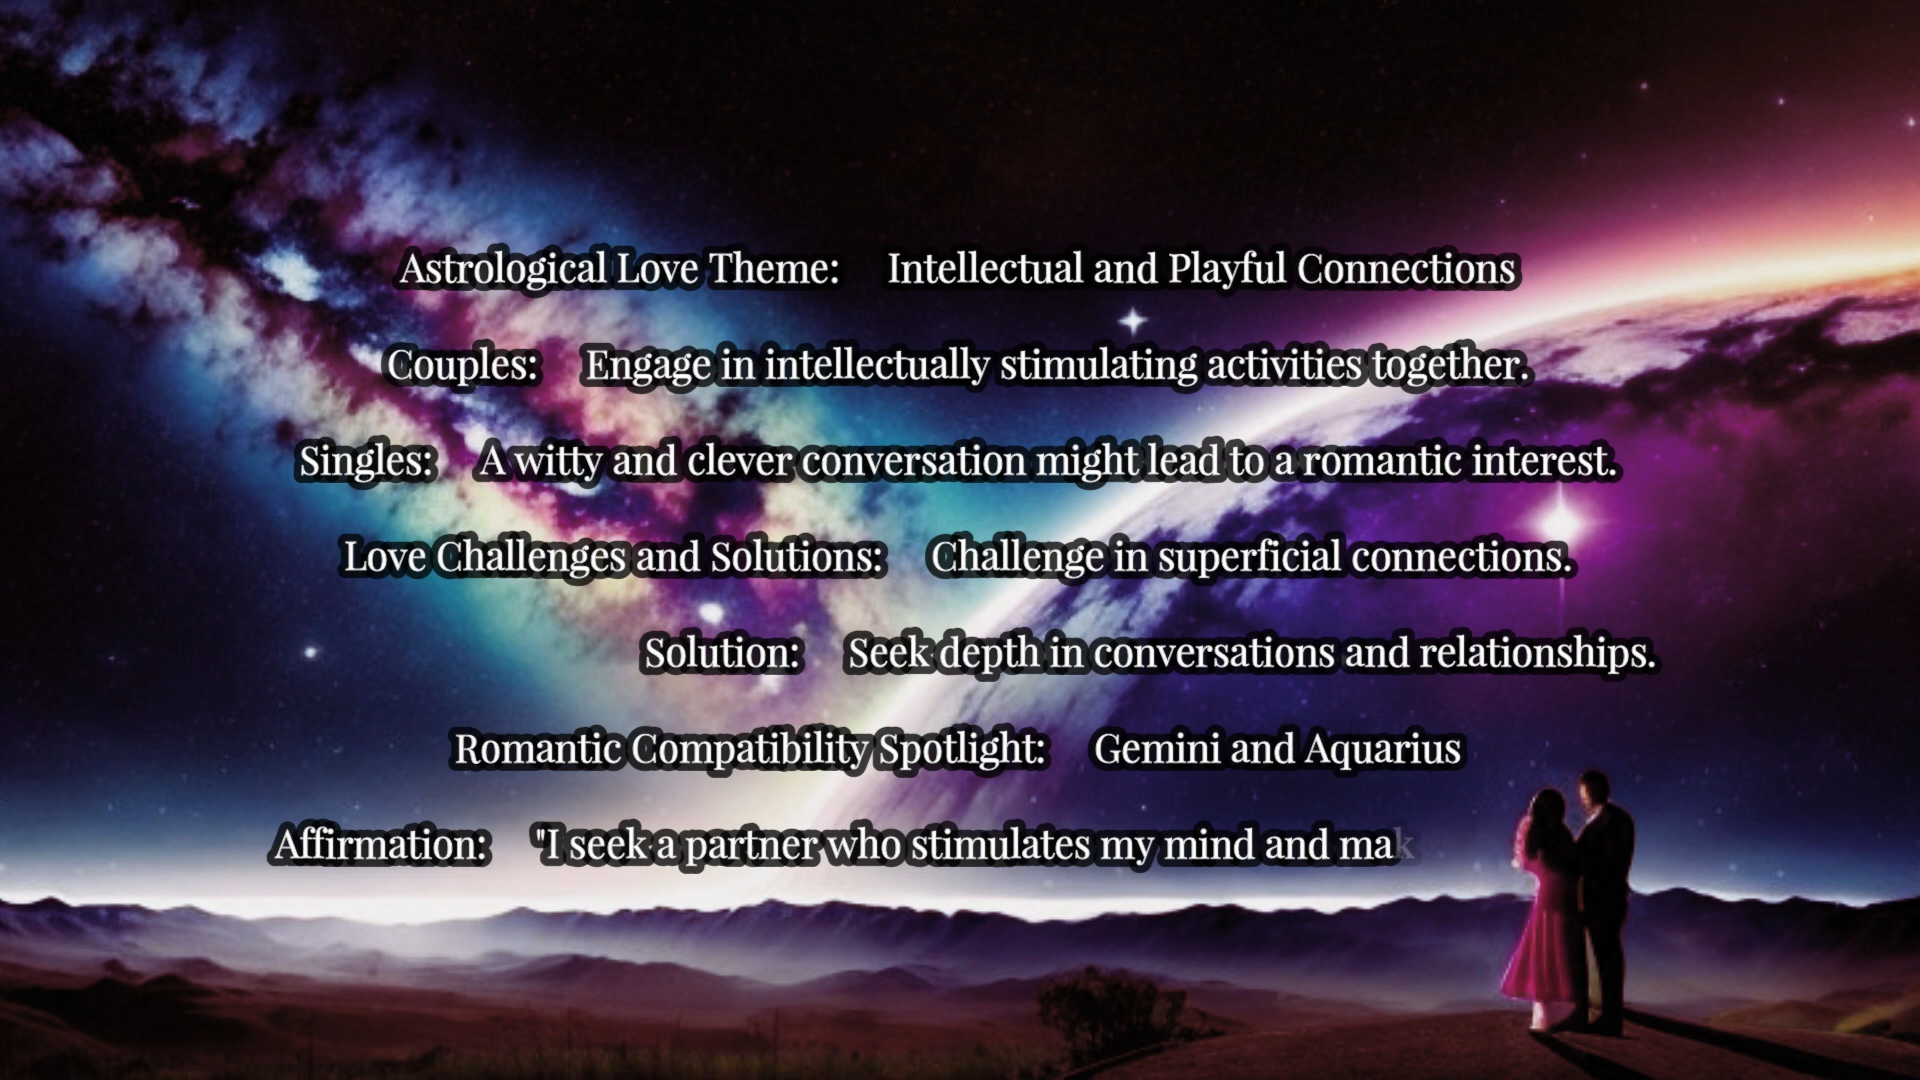 Astrological Love Theme: Intellectual and Playful Connections
Couples: Engage in intellectually stimulating activities together.
Singles: A witty and clever conversation might lead to a romantic interest.
Love Challenges and Solutions: Challenge in superficial connections.
Solution: Seek depth in conversations and relationships.
Romantic Compatibility Spotlight: Gemini and Aquarius
Affirmation: "I seek a partner who stimulates my mind and mak